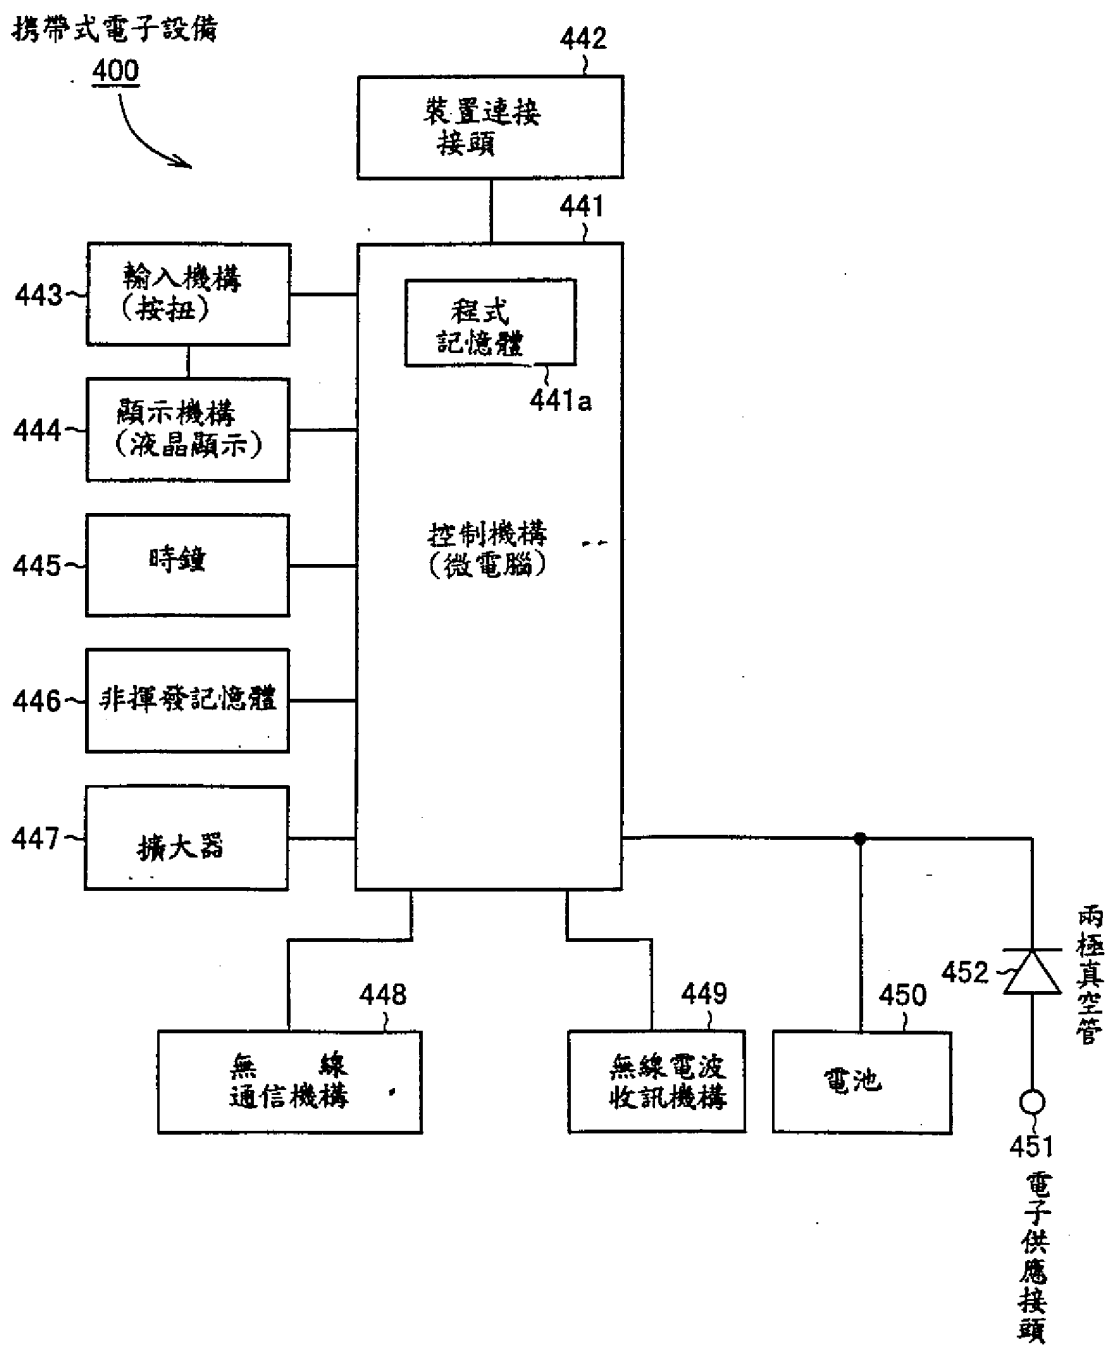 携帶式電子設備
400
442
裝置連接
接頭
441
443
輸入機構
(按扭)
程式
記憶體
441a
444
顯示機構
(液晶顯示)
控制機構
(微電腦)
445
時鐘
446
非揮發記憶體
447
擴大器
448
無 線
通信機構
449
無線電波
收訊機構
450
電池
452
兩極真空管
451
電子供應接頭